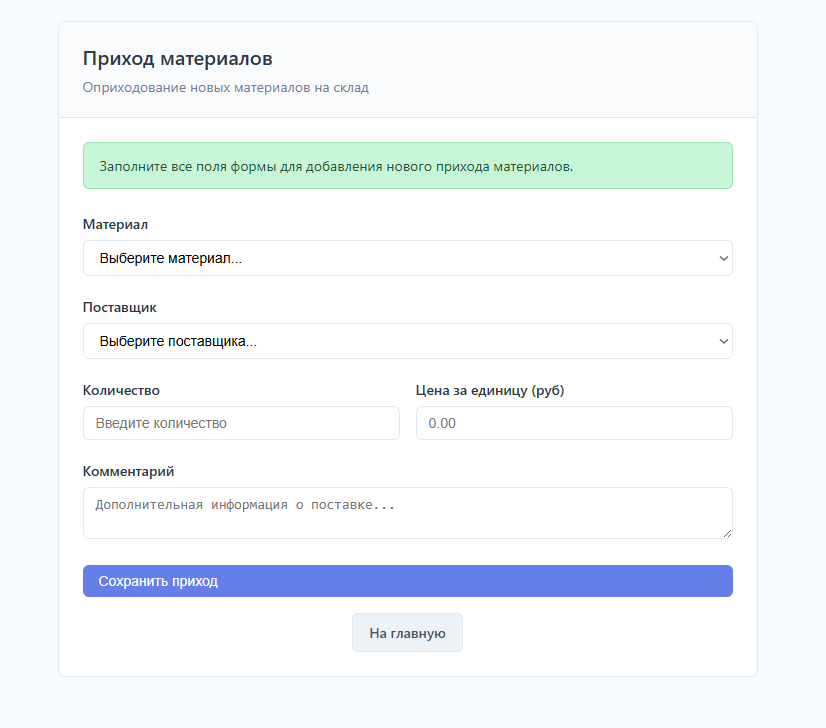 Приход материалов
Оприходование новых материалов на склад
Заполните все поля формы для добавления нового прихода материалов.
Материал
Выберите материал...
Поставщик
Выберите поставщика...
Количество
Цена за единицу (руб)
Введите количество
0.00
Комментарий
Дополнительная информация о поставке...
Сохранить приход
На главную